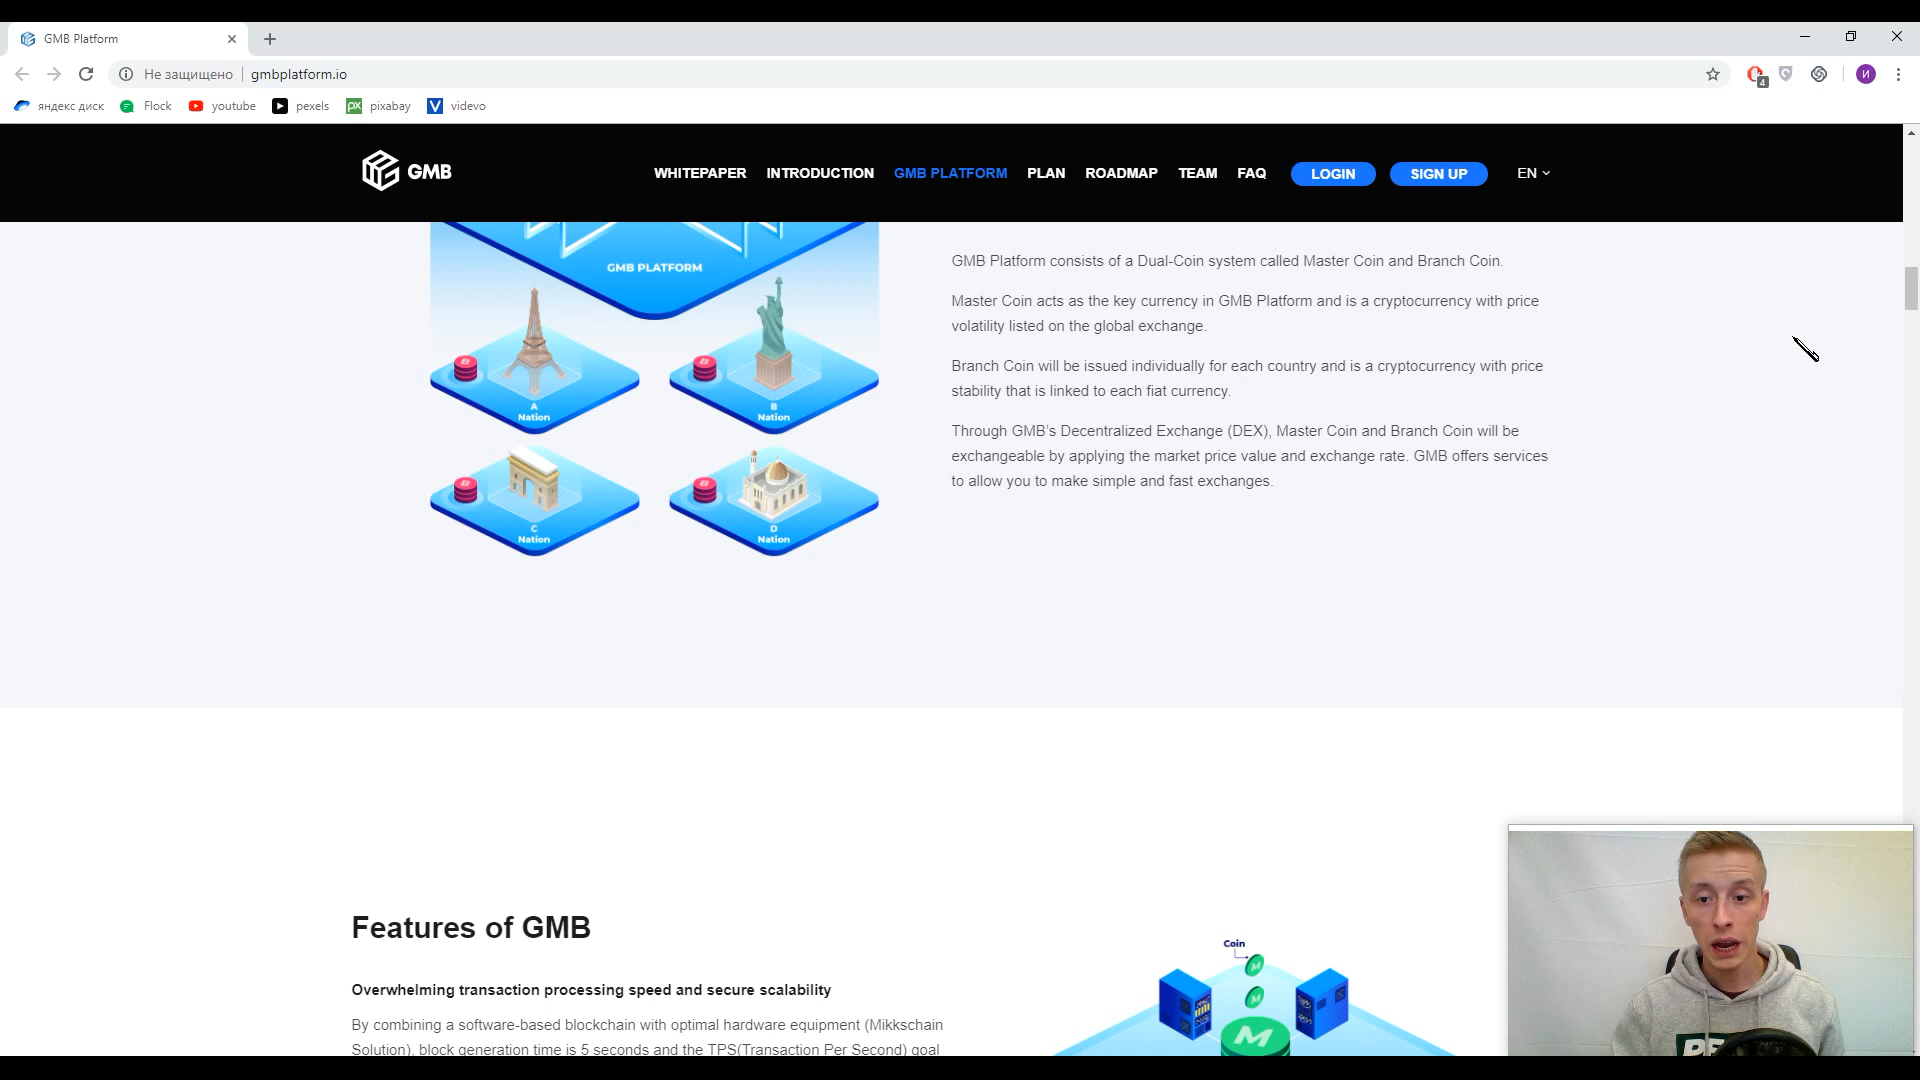 GMB Platform
Не защищено
gmbplatform.io
4
И
яндекс диск
Flock
youtube
pexels
px
pixabay
V
videvo
GMB
WHITEPAPER
INTRODUCTION
GMB PLATFORM
PLAN
ROADMAP
TEAM
FAQ
LOGIN
SIGN UP
EN
GMB PLATFORM
A
Nation
B
Nation
C
Nation
D
Nation
GMB Platform consists of a Dual-Coin system called Master Coin and Branch Coin.
Master Coin acts as the key currency in GMB Platform and is a cryptocurrency with price
volatility listed on the global exchange.
Branch Coin will be issued individually for each country and is a cryptocurrency with price
stability that is linked to each fiat currency.
Through GMB's Decentralized Exchange (DEX), Master Coin and Branch Coin will be
exchangeable by applying the market price value and exchange rate. GMB offers services
to allow you to make simple and fast exchanges.
Features of GMB
Overwhelming transaction processing speed and secure scalability
By combining a software-based blockchain with optimal hardware equipment (Mikkschain
Solution), block generation time is 5 seconds and the TPS(Transaction Per Second) goal
Coin
M
M
M